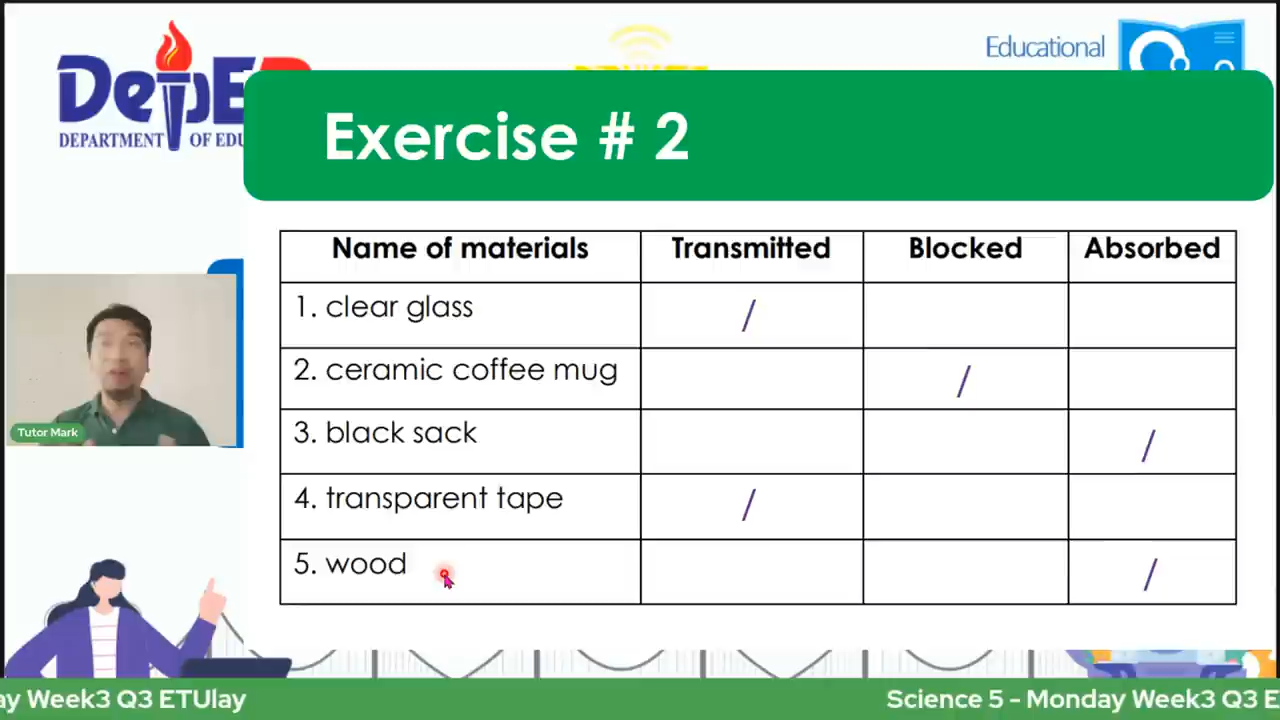 DepED
DEPARTMENT OF EDU
Educational
Exercise # 2
Name of materials Transmitted Blocked Absorbed
1. clear glass /
2. ceramic coffee mug /
3. black sack /
4. transparent tape /
5. wood /
Tutor Mark
ay Week3 Q3 ETUlay Science 5 - Monday Week3 Q3 E